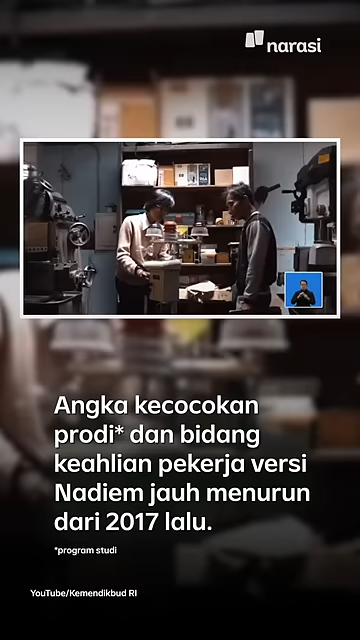 narasi
Angka kecocokan
prodi* dan bidang
keahlian pekerja versi
Nadiem jauh menurun
dari 2017 lalu.
*program studi
YouTube/Kemendikbud RI